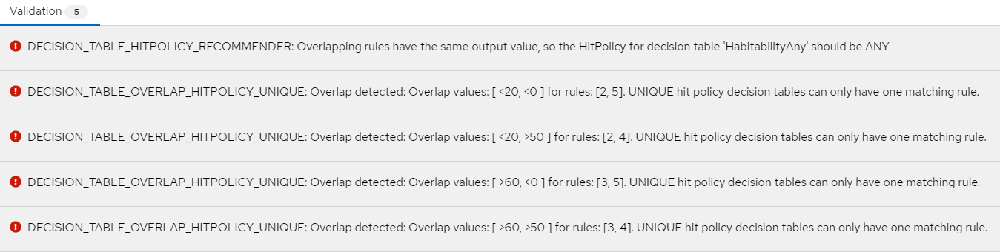 Validation 5
DECISION_TABLE_HITPOLICY_RECOMMENDER: Overlapping rules have the same output value, so the HitPolicy for decision table 'HabitabilityAny' should be ANY
DECISION_TABLE_OVERLAP_HITPOLICY_UNIQUE: Overlap detected: Overlap values: [ <20, <0 ] for rules: [2, 5]. UNIQUE hit policy decision tables can only have one matching rule.
DECISION_TABLE_OVERLAP_HITPOLICY_UNIQUE: Overlap detected: Overlap values: [ <20, >50 ] for rules: [2, 4]. UNIQUE hit policy decision tables can only have one matching rule.
DECISION_TABLE_OVERLAP_HITPOLICY_UNIQUE: Overlap detected: Overlap values: [ >60, <0 ] for rules: [3, 5]. UNIQUE hit policy decision tables can only have one matching rule.
DECISION_TABLE_OVERLAP_HITPOLICY_UNIQUE: Overlap detected: Overlap values: [ >60, >50 ] for rules: [3, 4]. UNIQUE hit policy decision tables can only have one matching rule.